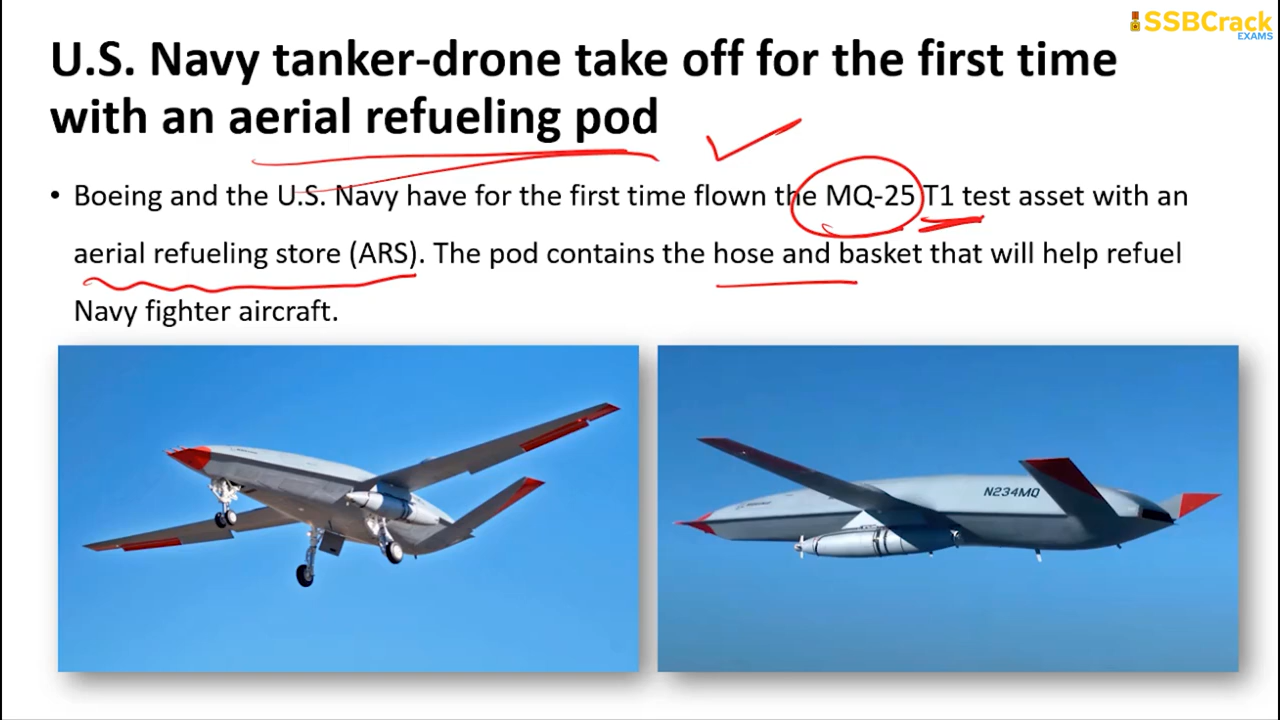 SSBCrack
EXAMS
U.S. Navy tanker-drone take off for the first time
with an aerial refueling pod
• Boeing and the U.S. Navy have for the first time flown the MQ-25 T1 test asset with an
aerial refueling store (ARS). The pod contains the hose and basket that will help refuel
Navy fighter aircraft.
N234MQ